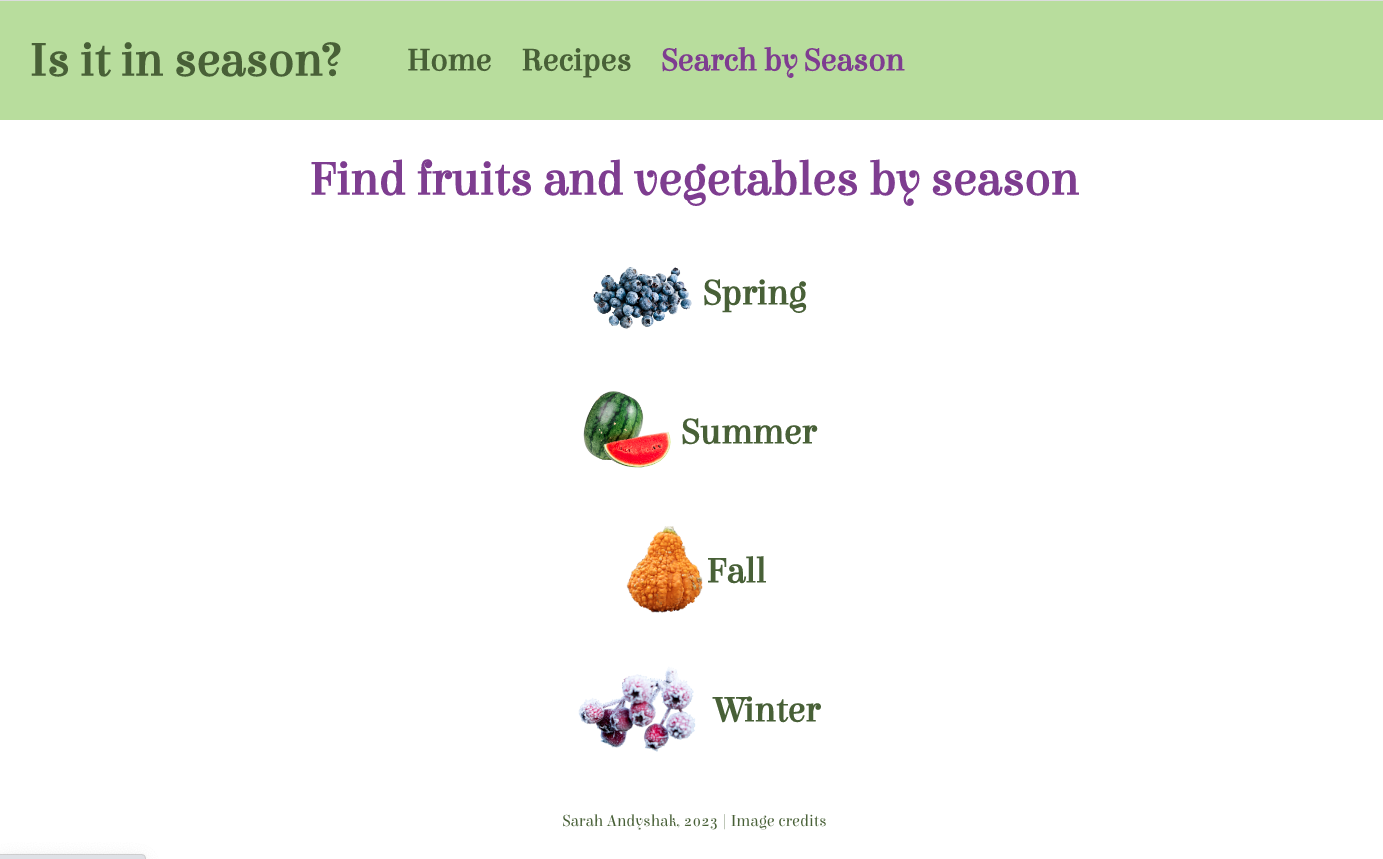 Is it in season? Home Recipes Search by Season
Find fruits and vegetables by season
Spring
Summer
Fall
Winter
Sarah Andyshak, 2023 | Image credits